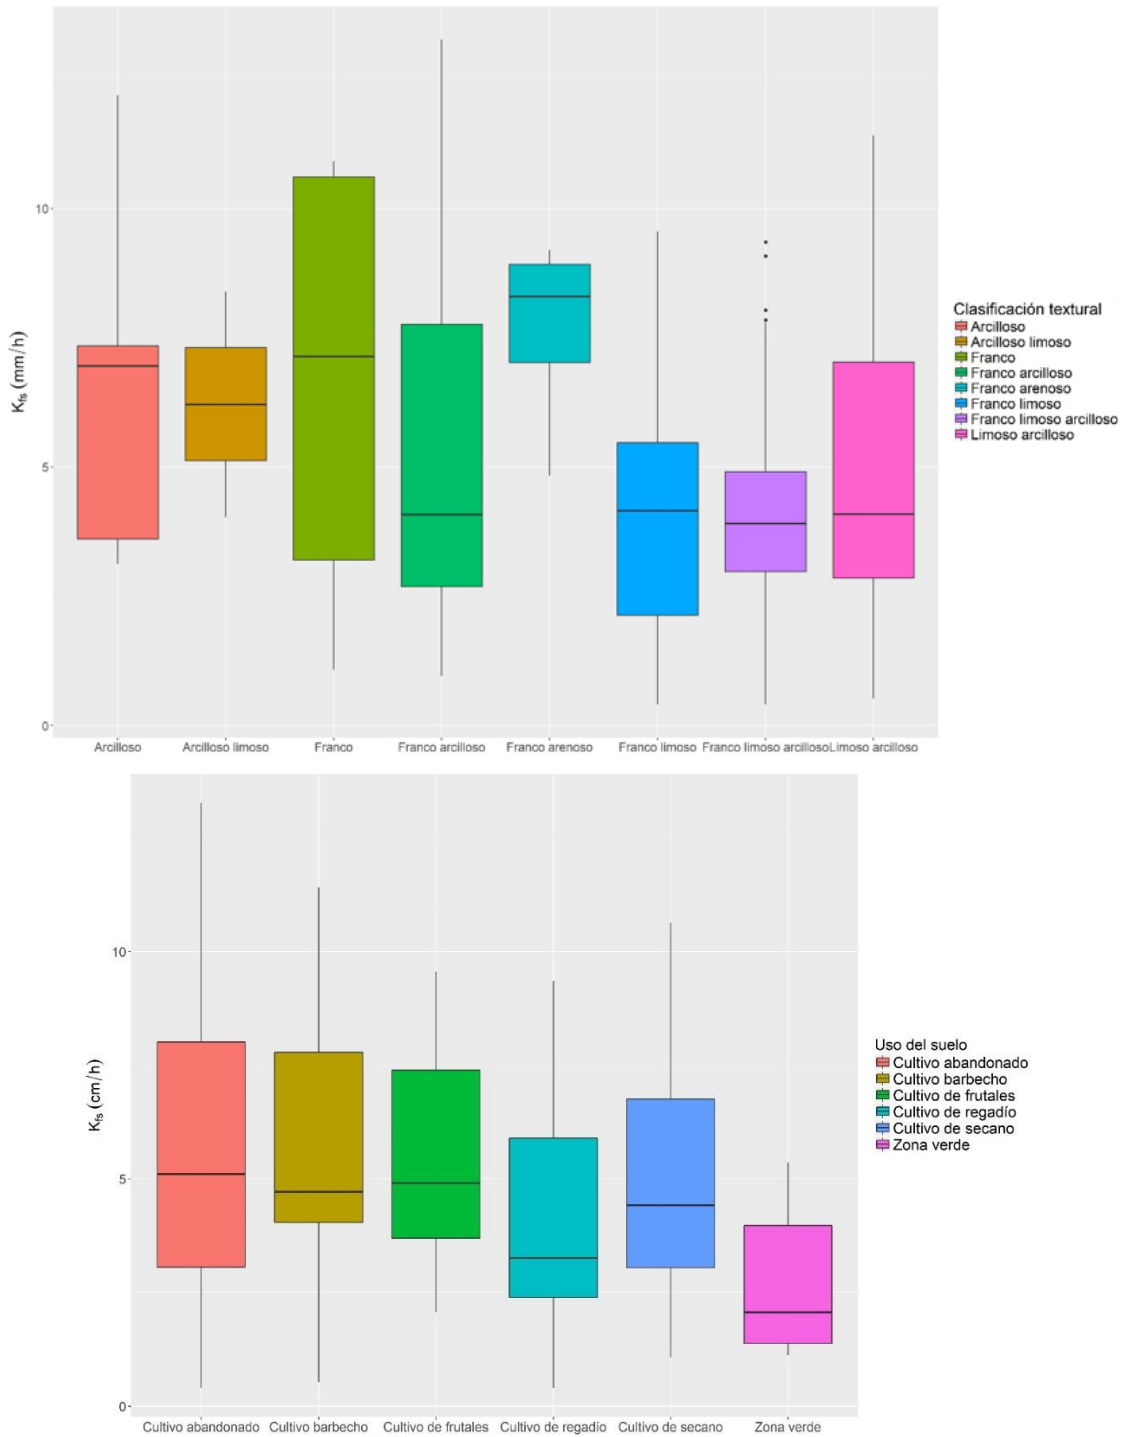 10
5
0
K_fs (mm/h)
Arcilloso
Arcilloso limoso
Franco
Franco arcilloso
Franco arenoso
Franco limoso
Franco limoso arcilloso
Limoso arcilloso
Clasificación textural
Arcilloso
Arcilloso limoso
Franco
Franco arcilloso
Franco arenoso
Franco limoso
Franco limoso arcilloso
Limoso arcilloso
10
5
0
K_fs (cm/h)
Cultivo abandonado
Cultivo barbecho
Cultivo de frutales
Cultivo de regadío
Cultivo de secano
Zona verde
Uso del suelo
Cultivo abandonado
Cultivo barbecho
Cultivo de frutales
Cultivo de regadío
Cultivo de secano
Zona verde